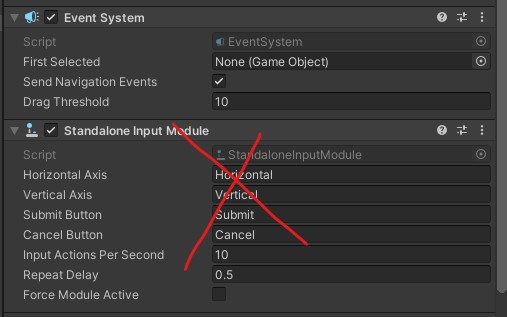 Event System
Script EventSystem
First Selected None (Game Object)
Send Navigation Events
Drag Threshold 10
Standalone Input Module
Script StandaloneInputModule
Horizontal Axis Horizontal
Vertical Axis Vertical
Submit Button Submit
Cancel Button Cancel
Input Actions Per Second 10
Repeat Delay 0.5
Force Module Active